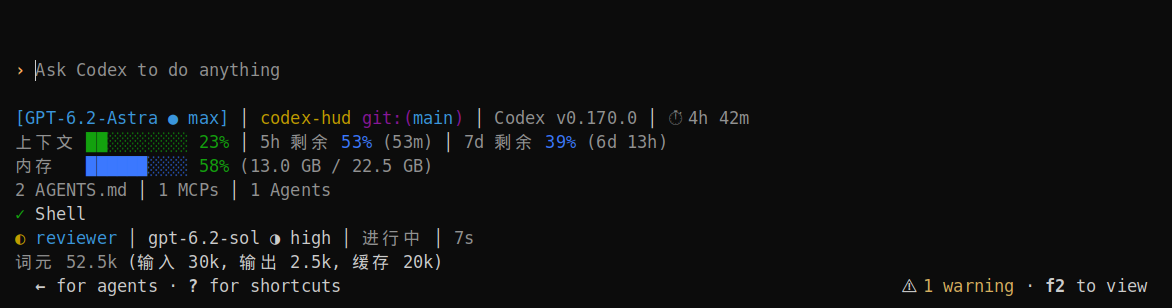 › Ask Codex to do anything
[GPT-6.2-Astra ● max] │ codex-hud git:(main) │ Codex v0.170.0 │ ⏱ 4h 42m
上下文 ██░░░░░░░░ 23% │ 5h 剩余 53% (53m) │ 7d 剩余 39% (6d 13h)
内存 ██████░░░░ 58% (13.0 GB / 22.5 GB)
2 AGENTS.md │ 1 MCPs │ 1 Agents
✓ Shell
◐ reviewer │ gpt-6.2-sol ◑ high │ 进行中 │ 7s
词元 52.5k (输入 30k, 输出 2.5k, 缓存 20k)
← for agents · ? for shortcuts ⚠ 1 warning · f2 to view